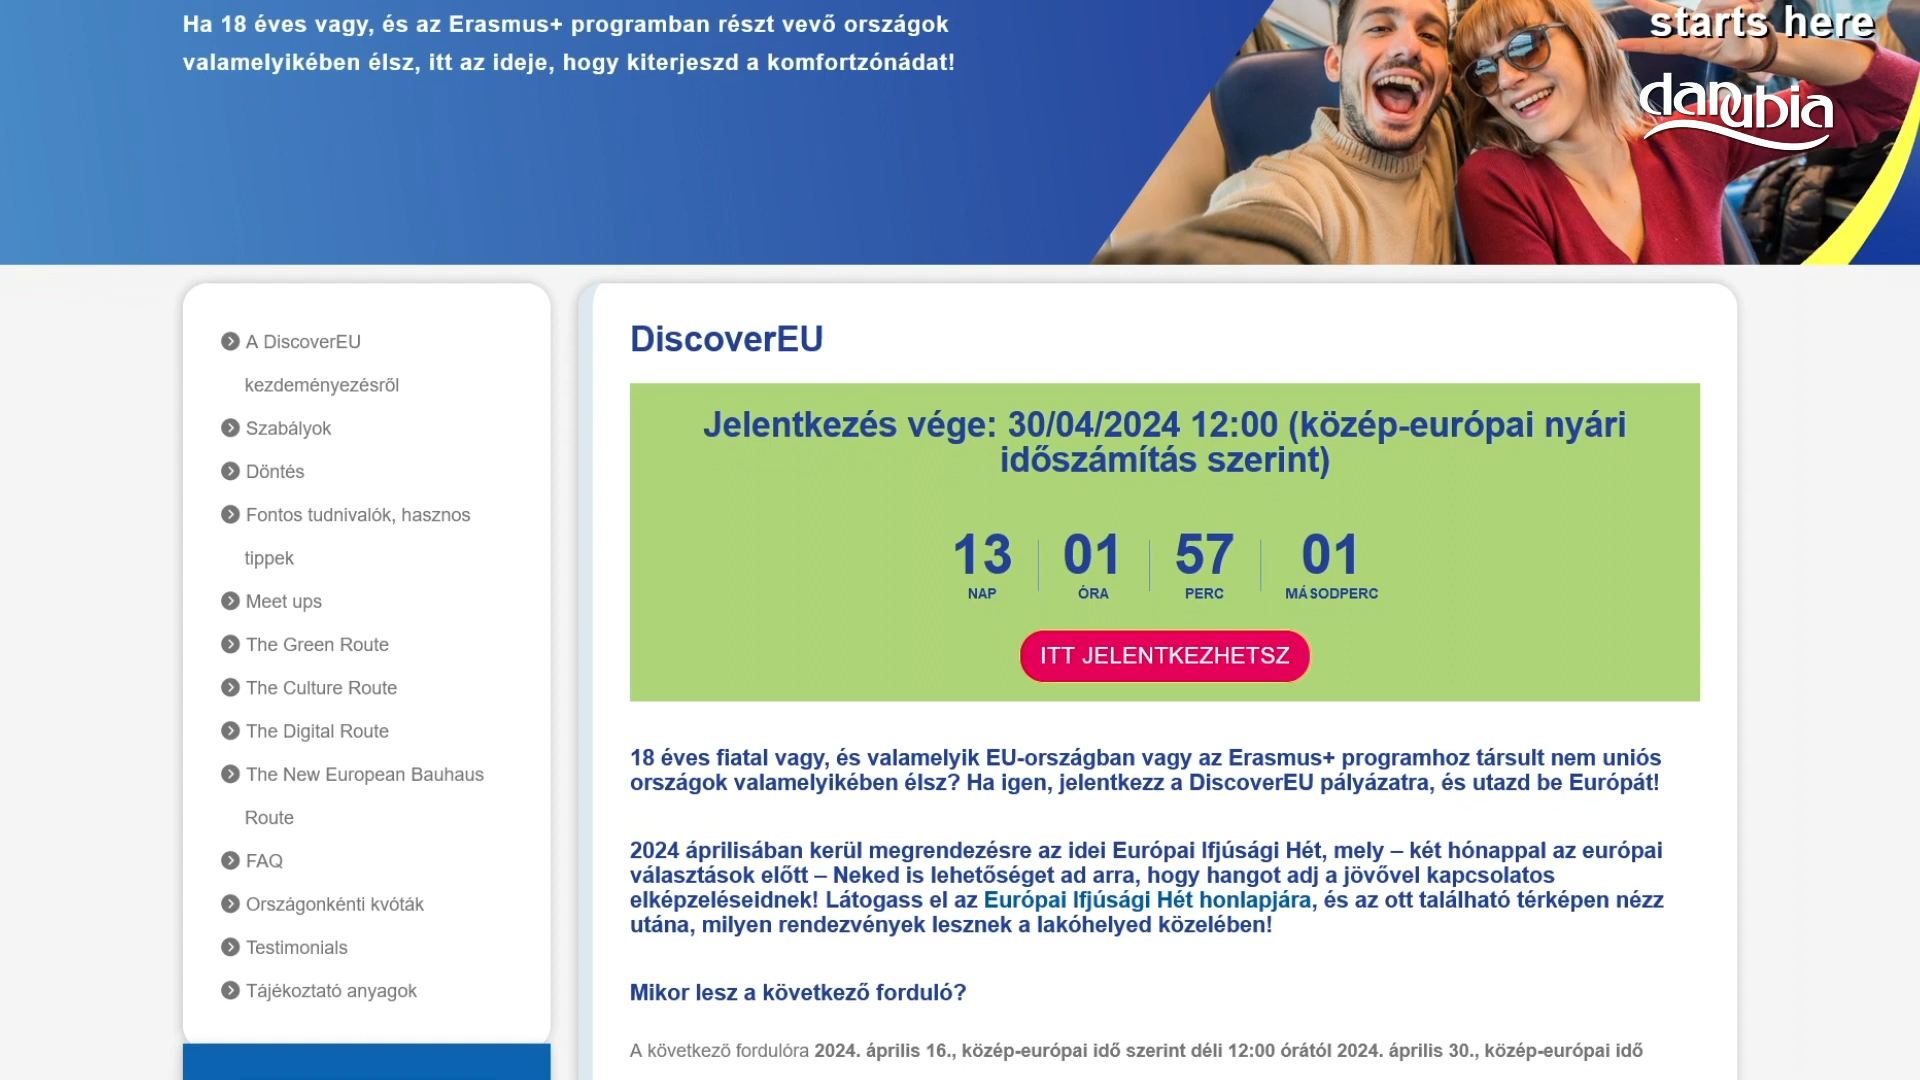 Ha 18 éves vagy, és az Erasmus+ programban részt vevő országok
valamelyikében élsz, itt az ideje, hogy kiterjeszd a komfortzónádat!
starts here
danubia
A DiscoverEU
kezdeményezésről
Szabályok
Döntés
Fontos tudnivalók, hasznos
tippek
Meet ups
The Green Route
The Culture Route
The Digital Route
The New European Bauhaus
Route
FAQ
Országonkénti kvóták
Testimonials
Tájékoztató anyagok
DiscoverEU
Jelentkezés vége: 30/04/2024 12:00 (közép-európai nyári
időszámítás szerint)
13 01 57 01
NAP ÓRA PERC MÁSODPERC
ITT JELENTKEZHETSZ
18 éves fiatal vagy, és valamelyik EU-országban vagy az Erasmus+ programhoz társult nem uniós
országok valamelyikében élsz? Ha igen, jelentkezz a DiscoverEU pályázatra, és utazd be Európát!
2024 áprilisában kerül megrendezésre az idei Európai Ifjúsági Hét, mely – két hónappal az európai
választások előtt – Neked is lehetőséget ad arra, hogy hangot adj a jövővel kapcsolatos
elképzeléseidnek! Látogass el az Európai Ifjúsági Hét honlapjára, és az ott található térképen nézz
utána, milyen rendezvények lesznek a lakóhelyed közelében!
Mikor lesz a következő forduló?
A következő fordulóra 2024. április 16., közép-európai idő szerint déli 12:00 órától 2024. április 30., közép-európai idő